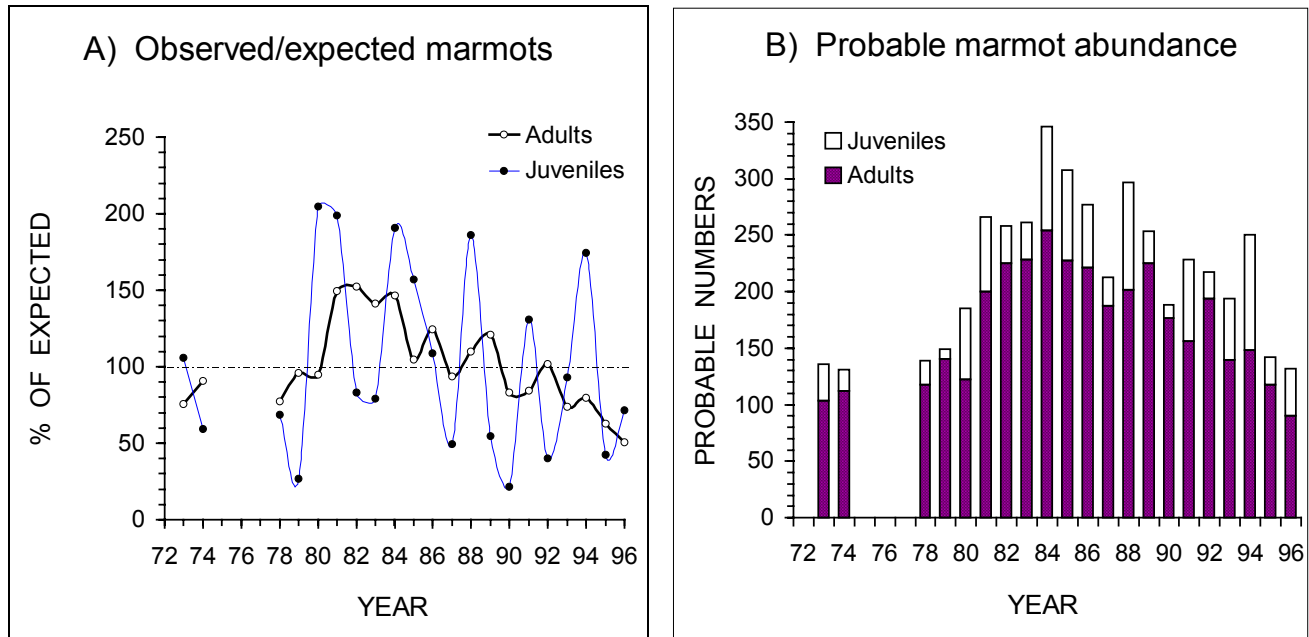 A) Observed/expected marmots
250
200
150
100
50
0
% OF EXPECTED
Adults
Juveniles
72 74 76 78 80 82 84 86 88 90 92 94 96
YEAR
B) Probable marmot abundance
350
300
250
200
150
100
50
0
PROBABLE NUMBERS
Juveniles
Adults
72 74 76 78 80 82 84 86 88 90 92 94 96
YEAR